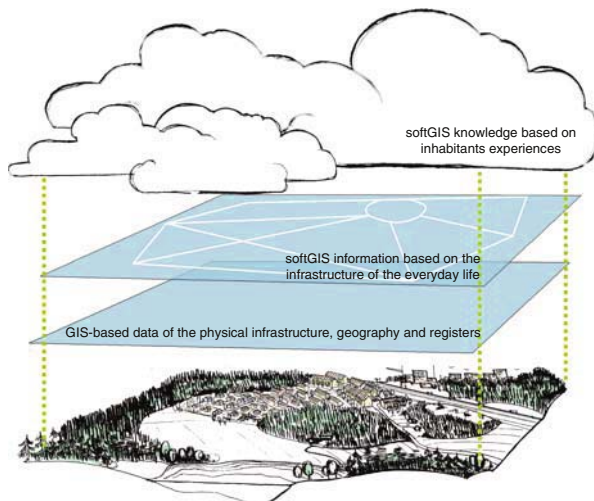 softGIS knowledge based on
inhabitants experiences
softGIS information based on the
infrastructure of the everyday life
GIS-based data of the physical infrastructure, geography and registers